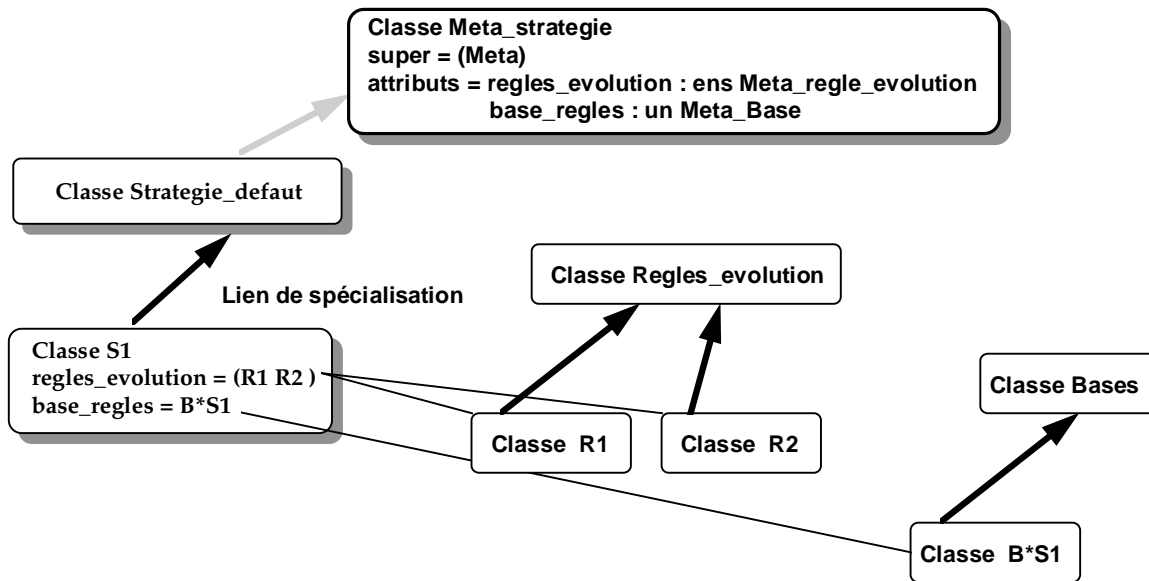 Classe Meta_strategie
super = (Meta)
attributs = regles_evolution : ens Meta_regle_evolution
base_regles : un Meta_Base
Classe Strategie_defaut
Classe Regles_evolution
Lien de spécialisation
Classe S1
regles_evolution = (R1 R2 )
base_regles = B*S1
Classe Bases
Classe R1
Classe R2
Classe B*S1